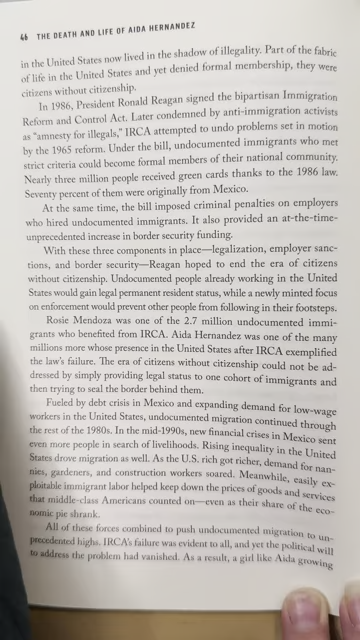 46 THE DEATH AND LIFE OF AIDA HERNANDEZ
in the United States now lived in the shadow of illegality. Part of the fabric
of life in the United States and yet denied formal membership, they were
citizens without citizenship.
In 1986, President Ronald Reagan signed the bipartisan Immigration
Reform and Control Act. Later condemned by anti-immigration activists
as "amnesty for illegals," IRCA attempted to undo problems set in motion
by the 1965 reform. Under the bill, undocumented immigrants who met
strict criteria could become formal members of their national community.
Nearly three million people received green cards thanks to the 1986 law.
Seventy percent of them were originally from Mexico.
At the same time, the bill imposed criminal penalties on employers
who hired undocumented immigrants. It also provided an at-the-time-
unprecedented increase in border security funding.
With these three components in place—legalization, employer sanc-
tions, and border security—Reagan hoped to end the era of citizens
without citizenship. Undocumented people already working in the United
States would gain legal permanent resident status, while a newly minted focus
on enforcement would prevent other people from following in their footsteps.
Rosie Mendoza was one of the 2.7 million undocumented immi-
grants who benefited from IRCA. Aida Hernandez was one of the many
millions more whose presence in the United States after IRCA exemplified
the law's failure. The era of citizens without citizenship could not be ad-
dressed by simply providing legal status to one cohort of immigrants and
then trying to seal the border behind them.
Fueled by debt crisis in Mexico and expanding demand for low-wage
workers in the United States, undocumented migration continued through
the rest of the 1980s. In the mid-1990s, new financial crises in Mexico sent
even more people in search of livelihoods. Rising inequality in the United
States drove migration as well. As the U.S. rich got richer, demand for nan-
nies, gardeners, and construction workers soared. Meanwhile, easily ex-
ploitable immigrant labor helped keep down the prices of goods and services
that middle-class Americans counted on—even as their share of the eco-
nomic pie shrank.
All of these forces combined to push undocumented migration to un-
precedented highs. IRCA's failure was evident to all, and yet the political will
to address the problem had vanished. As a result, a girl like Aida growing